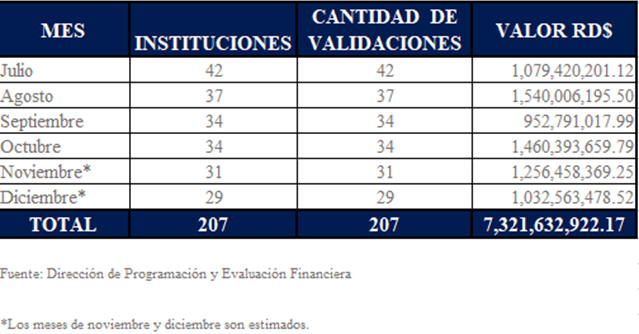 MES INSTITUCIONES CANTIDAD DE VALIDACIONES VALOR RD$
Julio 42 42 1,079,420,201.12
Agosto 37 37 1,540,006,195.50
Septiembre 34 34 952,791,017.99
Octubre 34 34 1,460,393,659.79
Noviembre* 31 31 1,256,458,369.25
Diciembre* 29 29 1,032,563,478.52
TOTAL 207 207 7,321,632,922.17
Fuente: Dirección de Programación y Evaluación Financiera
*Los meses de noviembre y diciembre son estimados.